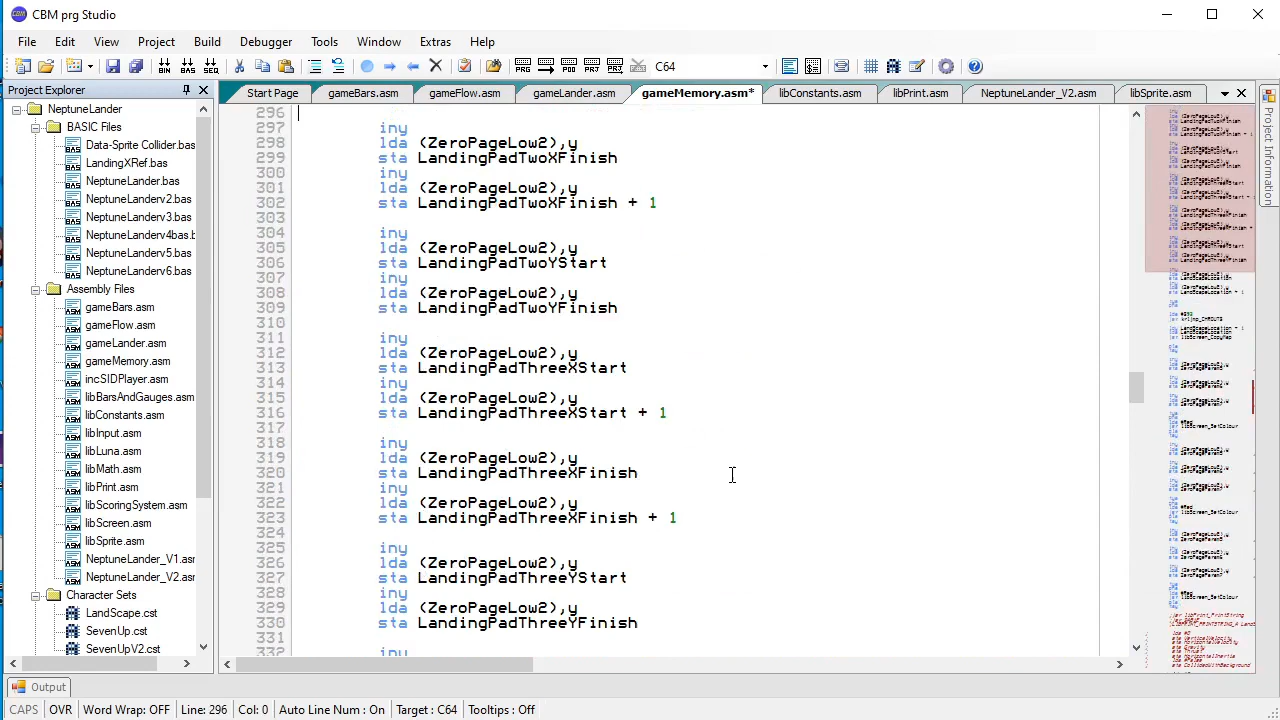 CBM prg Studio
File Edit View Project Build Debugger Tools Window Extras Help
C64
Project Explorer
Start Page gameBars.asm gameFlow.asm gameLander.asm gameMemory.asm* libConstants.asm libPrint.asm NeptuneLander_V2.asm libSprite.asm
NeptuneLander
BASIC Files
Data-Sprite Collider.bas
LandingXRef.bas
NeptuneLander.bas
NeptuneLanderv2.bas
NeptuneLanderv3.bas
NeptuneLanderv4bas.b
NeptuneLanderv5.bas
NeptuneLanderv6.bas
Assembly Files
gameBars.asm
gameFlow.asm
gameLander.asm
gameMemory.asm
incSIDPlayer.asm
libBarsAndGauges.asm
libConstants.asm
libInput.asm
libLuna.asm
libMath.asm
libPrint.asm
libScoringSystem.asm
libScreen.asm
libSprite.asm
NeptuneLander_V1.asm
NeptuneLander_V2.asm
Character Sets
LandScape.cst
SevenUp.cst
SevenUpV2.cst
296
297 iny
298 lda (ZeroPageLow2),y
299 sta LandingPadTwoXFinish
300 iny
301 lda (ZeroPageLow2),y
302 sta LandingPadTwoXFinish + 1
303
304 iny
305 lda (ZeroPageLow2),y
306 sta LandingPadTwoYStart
307 iny
308 lda (ZeroPageLow2),y
309 sta LandingPadTwoYFinish
310
311 iny
312 lda (ZeroPageLow2),y
313 sta LandingPadThreeXStart
314 iny
315 lda (ZeroPageLow2),y
316 sta LandingPadThreeXStart + 1
317
318 iny
319 lda (ZeroPageLow2),y
320 sta LandingPadThreeXFinish
321 iny
322 lda (ZeroPageLow2),y
323 sta LandingPadThreeXFinish + 1
324
325 iny
326 lda (ZeroPageLow2),y
327 sta LandingPadThreeYStart
328 iny
329 lda (ZeroPageLow2),y
330 sta LandingPadThreeYFinish
331
332 iny
Project Information
Output
CAPS OVR Word Wrap: OFF Line: 296 Col: 0 Auto Line Num : On Target : C64 Tooltips : Off